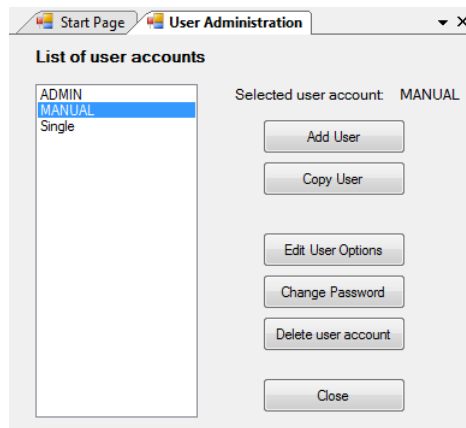 Start Page
User Administration
List of user accounts
ADMIN
MANUAL
Single
Selected user account: MANUAL
Add User
Copy User
Edit User Options
Change Password
Delete user account
Close